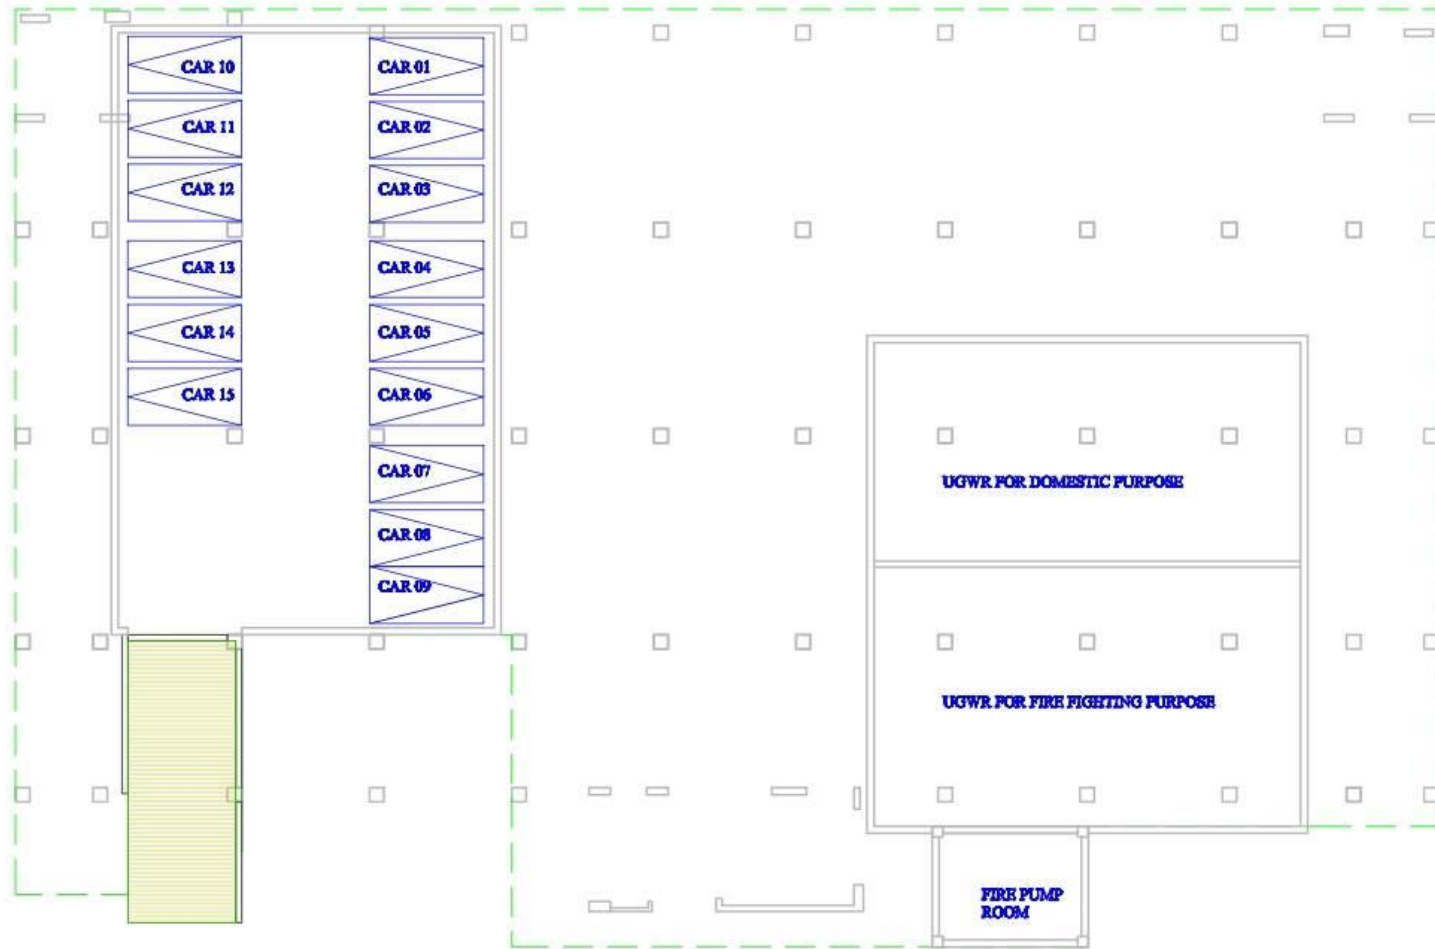 CAR 10
CAR 01
CAR 11
CAR 02
CAR 12
CAR 03
CAR 13
CAR 04
CAR 14
CAR 05
CAR 15
CAR 06
CAR 07
CAR 08
CAR 09
UGWR FOR DOMESTIC PURPOSE
UGWR FOR FIRE FIGHTING PURPOSE
FIRE PUMP
ROOM